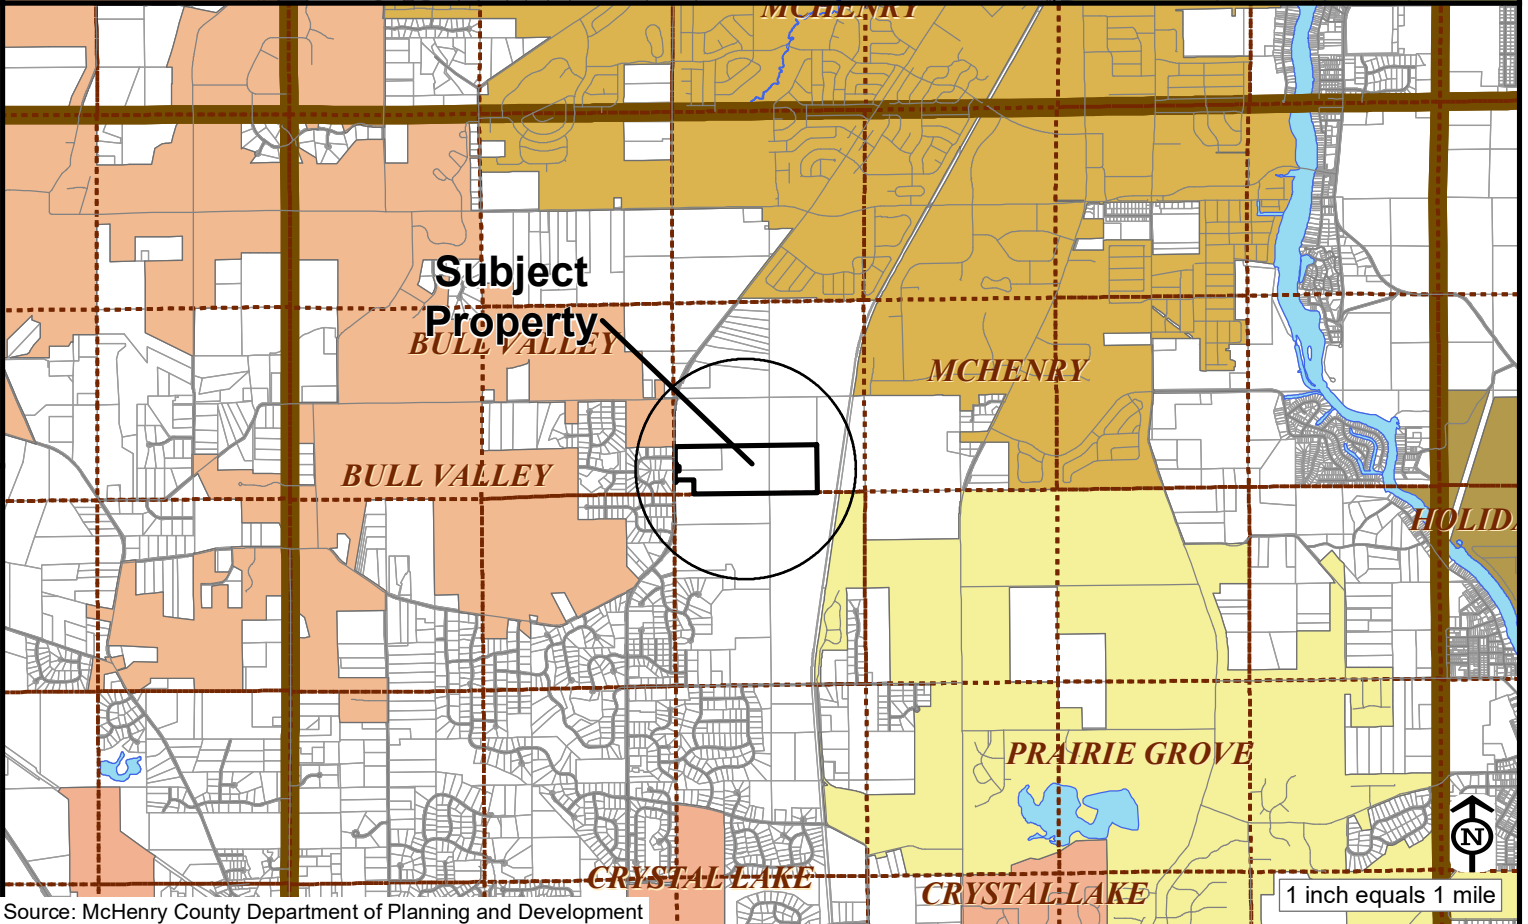 MCHENRY
Subject
Property
BULL VALLEY
MCHENRY
BULL VALLEY
HOLID
PRAIRIE GROVE
CRYSTAL LAKE
CRYSTAL LAKE
N
1 inch equals 1 mile
Source: McHenry County Department of Planning and Development